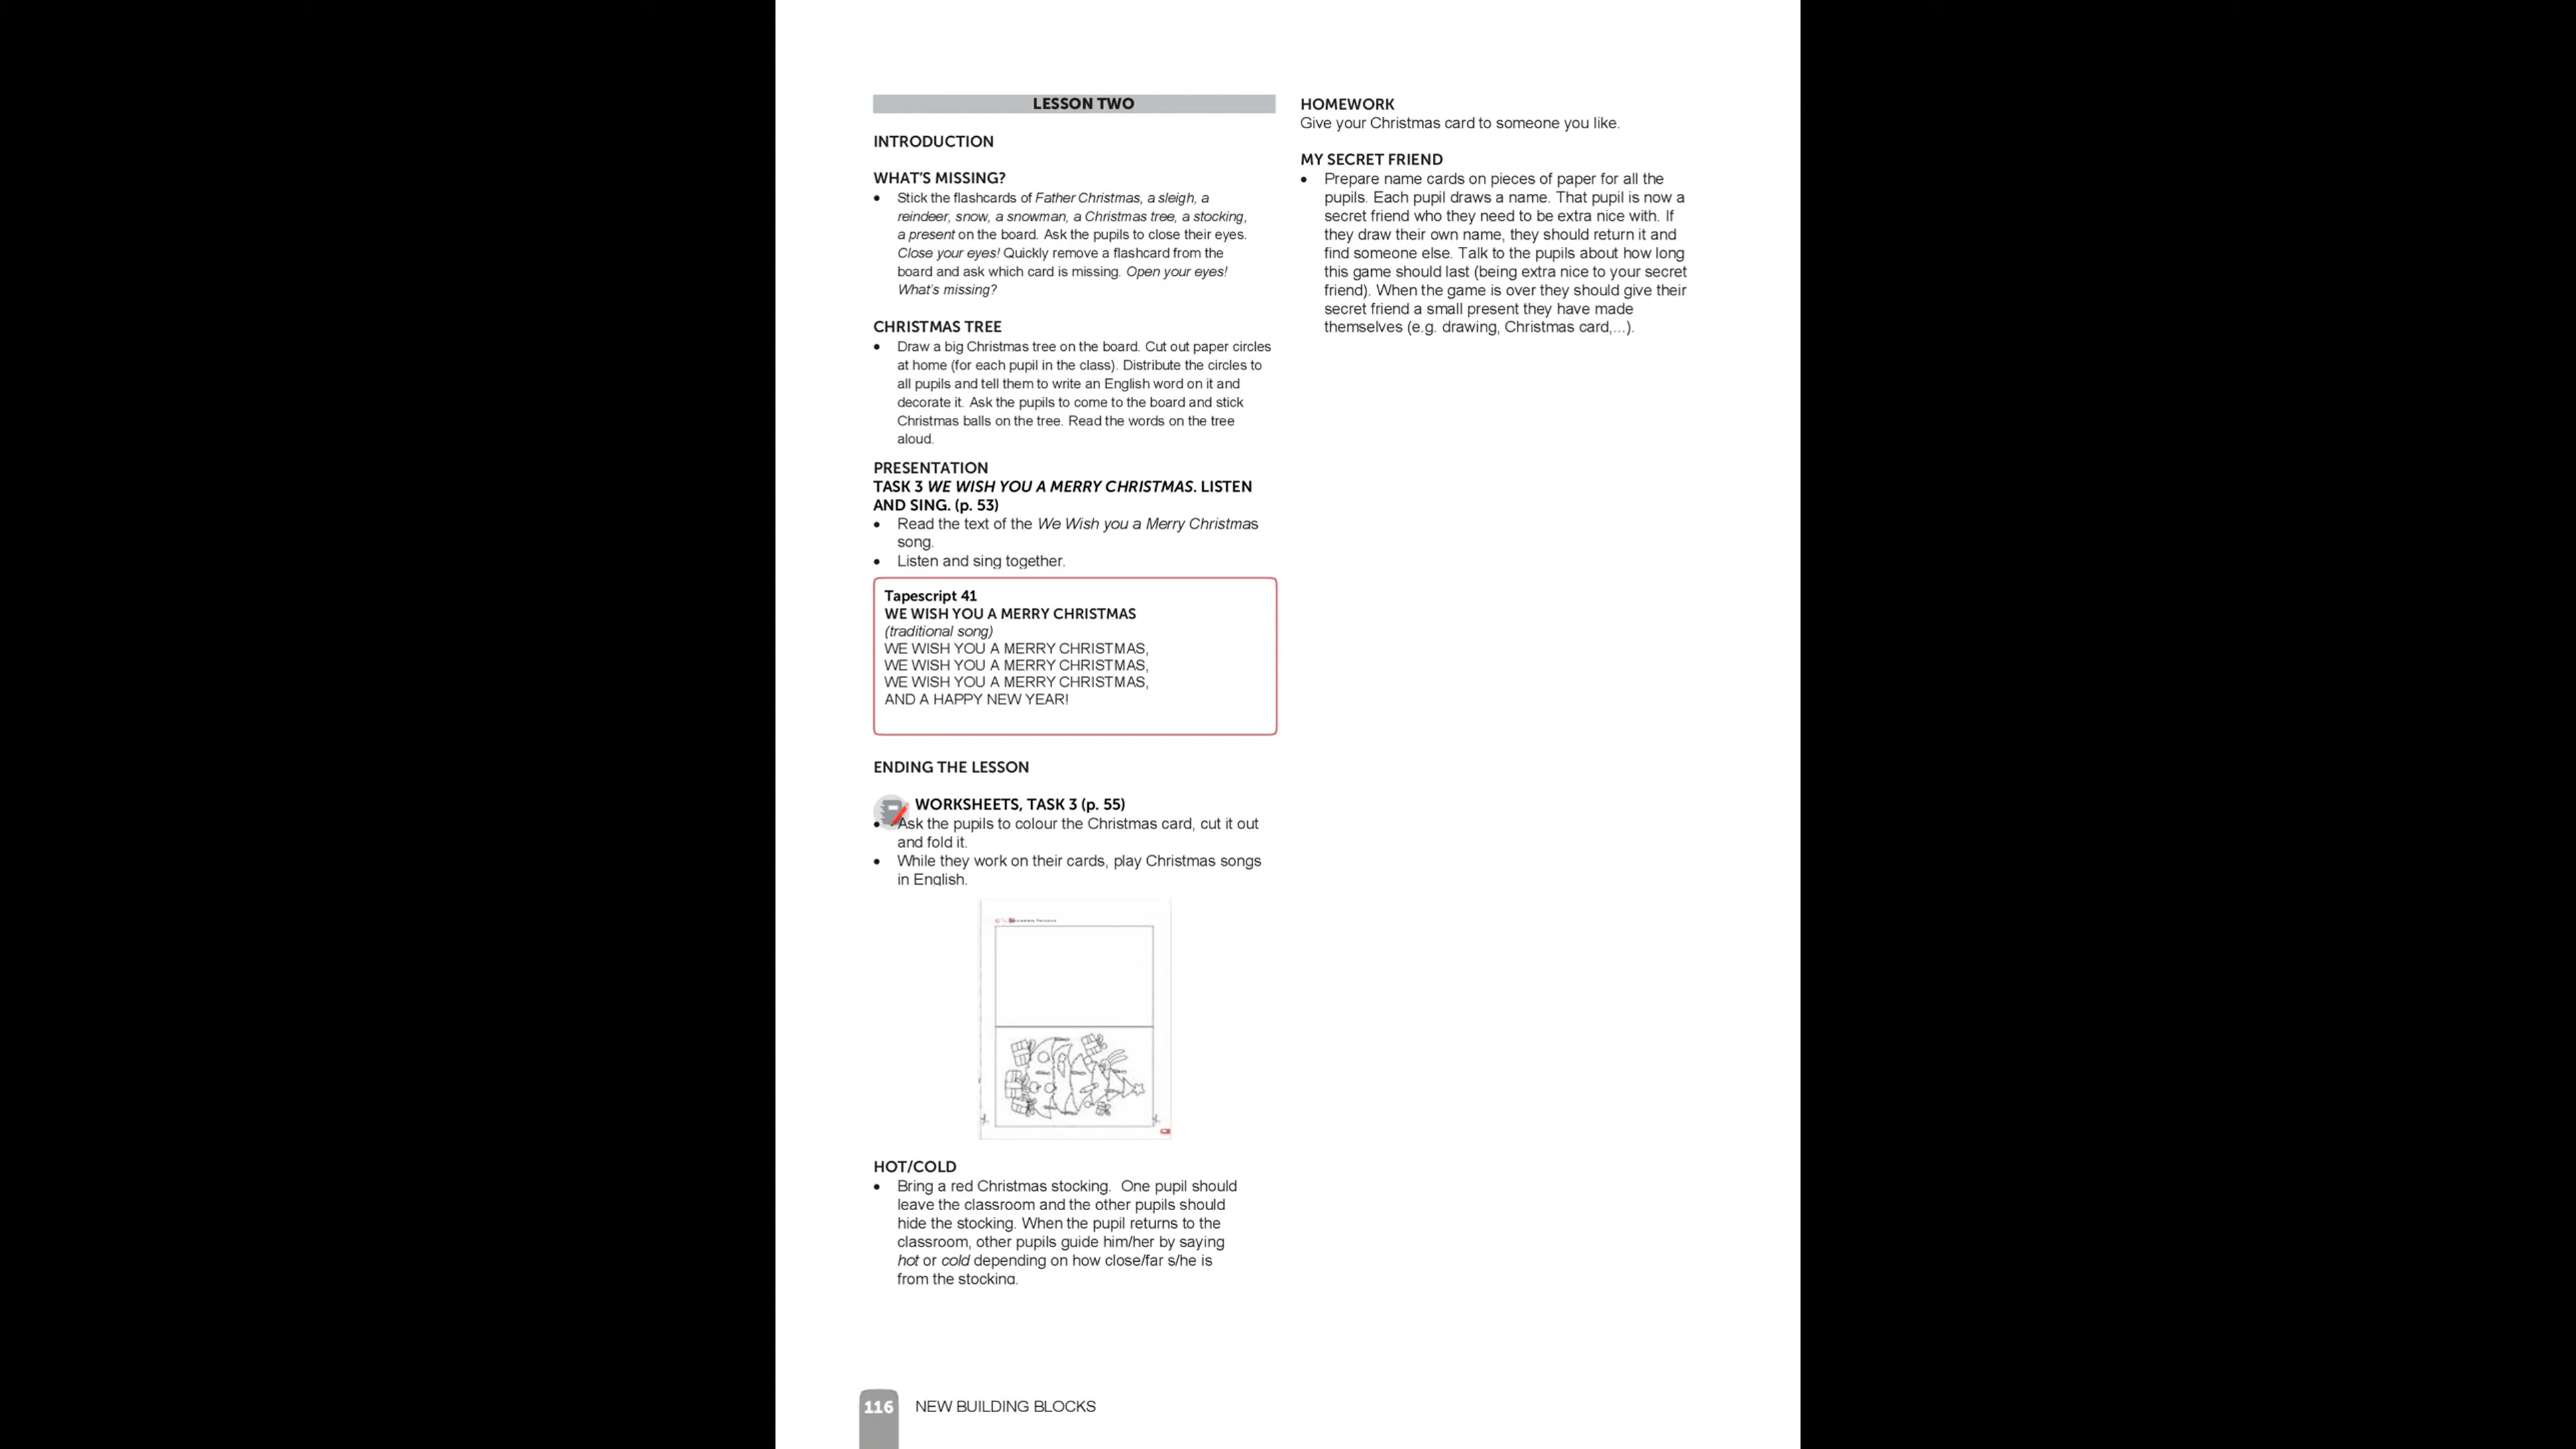 LESSON TWO
INTRODUCTION
WHAT'S MISSING?
• Stick the flashcards of Father Christmas, a sleigh, a
reindeer, snow, a snowman, a Christmas tree, a stocking,
a present on the board. Ask the pupils to close their eyes.
Close your eyes! Quickly remove a flashcard from the
board and ask which card is missing. Open your eyes!
What's missing?
CHRISTMAS TREE
• Draw a big Christmas tree on the board. Cut out paper circles
at home (for each pupil in the class). Distribute the circles to
all pupils and tell them to write an English word on it and
decorate it. Ask the pupils to come to the board and stick
Christmas balls on the tree. Read the words on the tree
aloud.
PRESENTATION
TASK 3 WE WISH YOU A MERRY CHRISTMAS. LISTEN
AND SING. (p. 53)
• Read the text of the We Wish you a Merry Christmas
song.
• Listen and sing together.
Tapescript 41
WE WISH YOU A MERRY CHRISTMAS
(traditional song)
WE WISH YOU A MERRY CHRISTMAS,
WE WISH YOU A MERRY CHRISTMAS,
WE WISH YOU A MERRY CHRISTMAS,
AND A HAPPY NEW YEAR!
ENDING THE LESSON
WORKSHEETS, TASK 3 (p. 55)
• Ask the pupils to colour the Christmas card, cut it out
and fold it.
• While they work on their cards, play Christmas songs
in English.
HOT/COLD
• Bring a red Christmas stocking. One pupil should
leave the classroom and the other pupils should
hide the stocking. When the pupil returns to the
classroom, other pupils guide him/her by saying
hot or cold depending on how close/far s/he is
from the stocking.
HOMEWORK
Give your Christmas card to someone you like.
MY SECRET FRIEND
• Prepare name cards on pieces of paper for all the
pupils. Each pupil draws a name. That pupil is now a
secret friend who they need to be extra nice with. If
they draw their own name, they should return it and
find someone else. Talk to the pupils about how long
this game should last (being extra nice to your secret
friend). When the game is over they should give their
secret friend a small present they have made
themselves (e.g. drawing, Christmas card,...).
116 NEW BUILDING BLOCKS